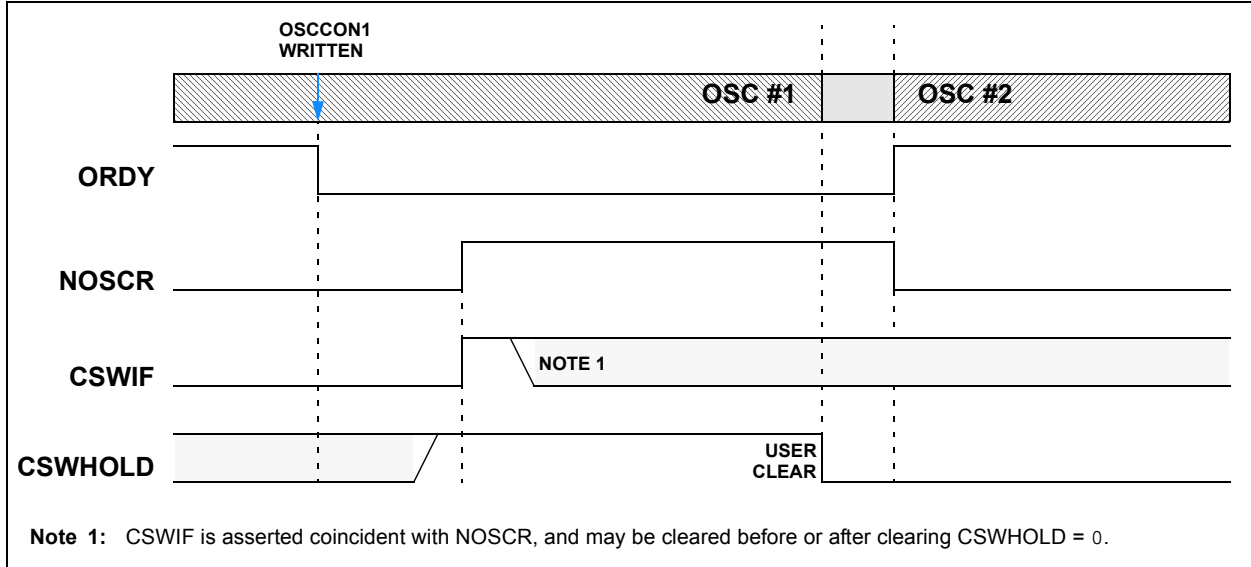 OSCCON1
WRITTEN
OSC #1
OSC #2
ORDY
NOSCR
CSWIF
NOTE 1
CSWHOLD
USER
CLEAR
Note 1: CSWIF is asserted coincident with NOSCR, and may be cleared before or after clearing CSWHOLD = 0.